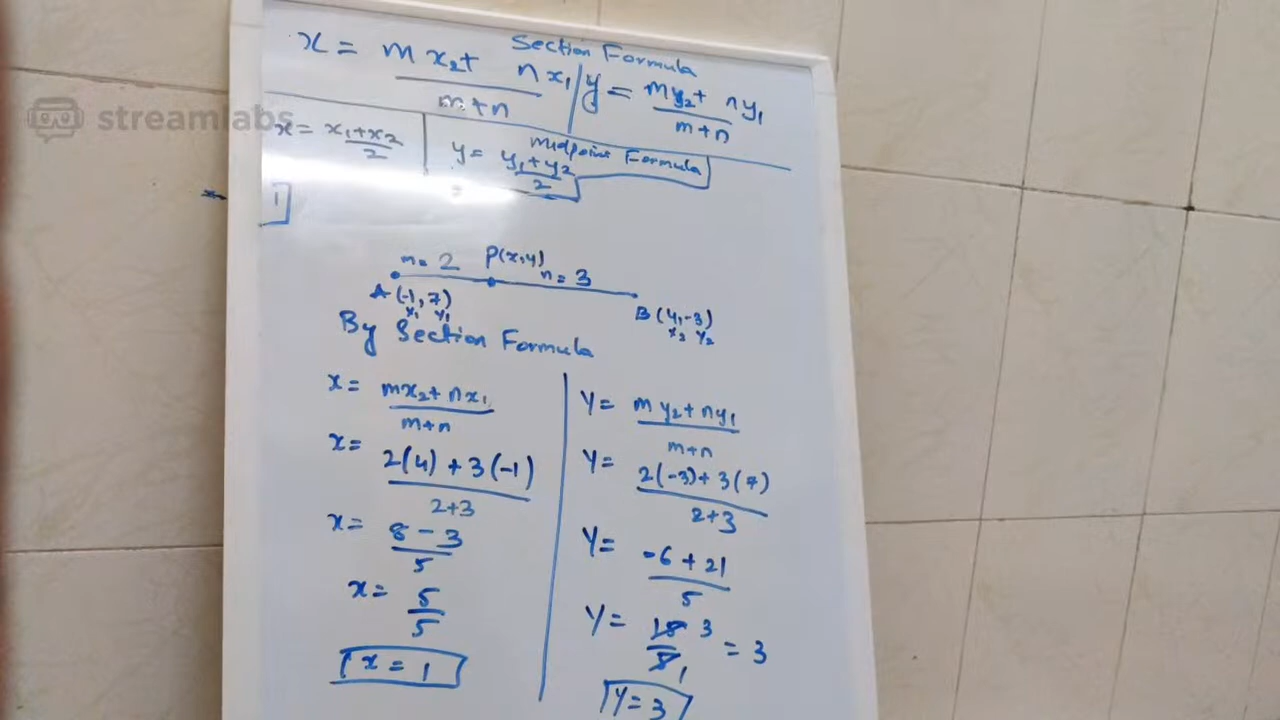 Section Formula
x = mx₂ + nx₁ / m+n | y = my₂ + ny₁ / m+n
streamlabs
x = x₁+x₂ / 2 | y = y₁+y₂ / 2 midpoint Formula
1
m = 2 P(x,y) n = 3
A (-1, 7) B (4,-3)
x₁ y₁ x₂ y₂
By Section Formula
x = mx₂ + nx₁ / m+n
x = 2(4) + 3(-1) / 2+3
x = 8 - 3 / 5
x = 5 / 5
x = 1
y = my₂ + ny₁ / m+n
y = 2(-3) + 3(7) / 2+3
y = -6 + 21 / 5
y = 15 3 / 5 1 = 3
y = 3